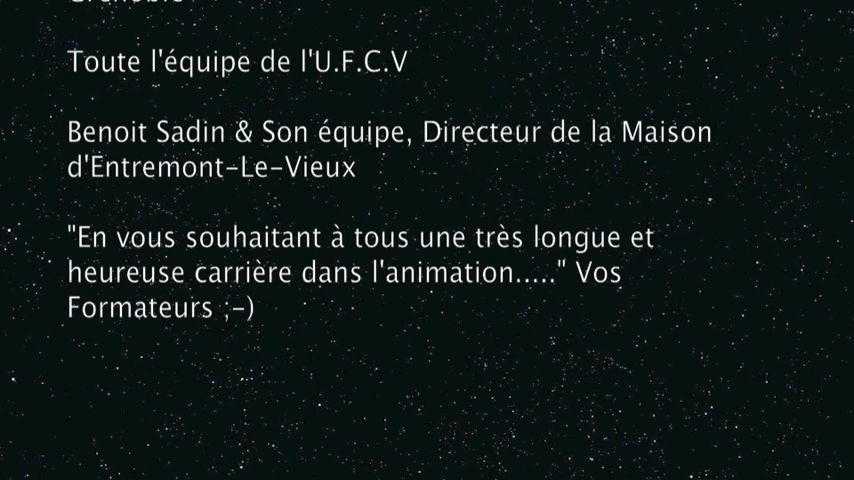 Toute l'équipe de l'U.F.C.V
Benoit Sadin & Son équipe, Directeur de la Maison
d'Entremont-Le-Vieux
"En vous souhaitant à tous une très longue et
heureuse carrière dans l'animation....." Vos
Formateurs ;-)